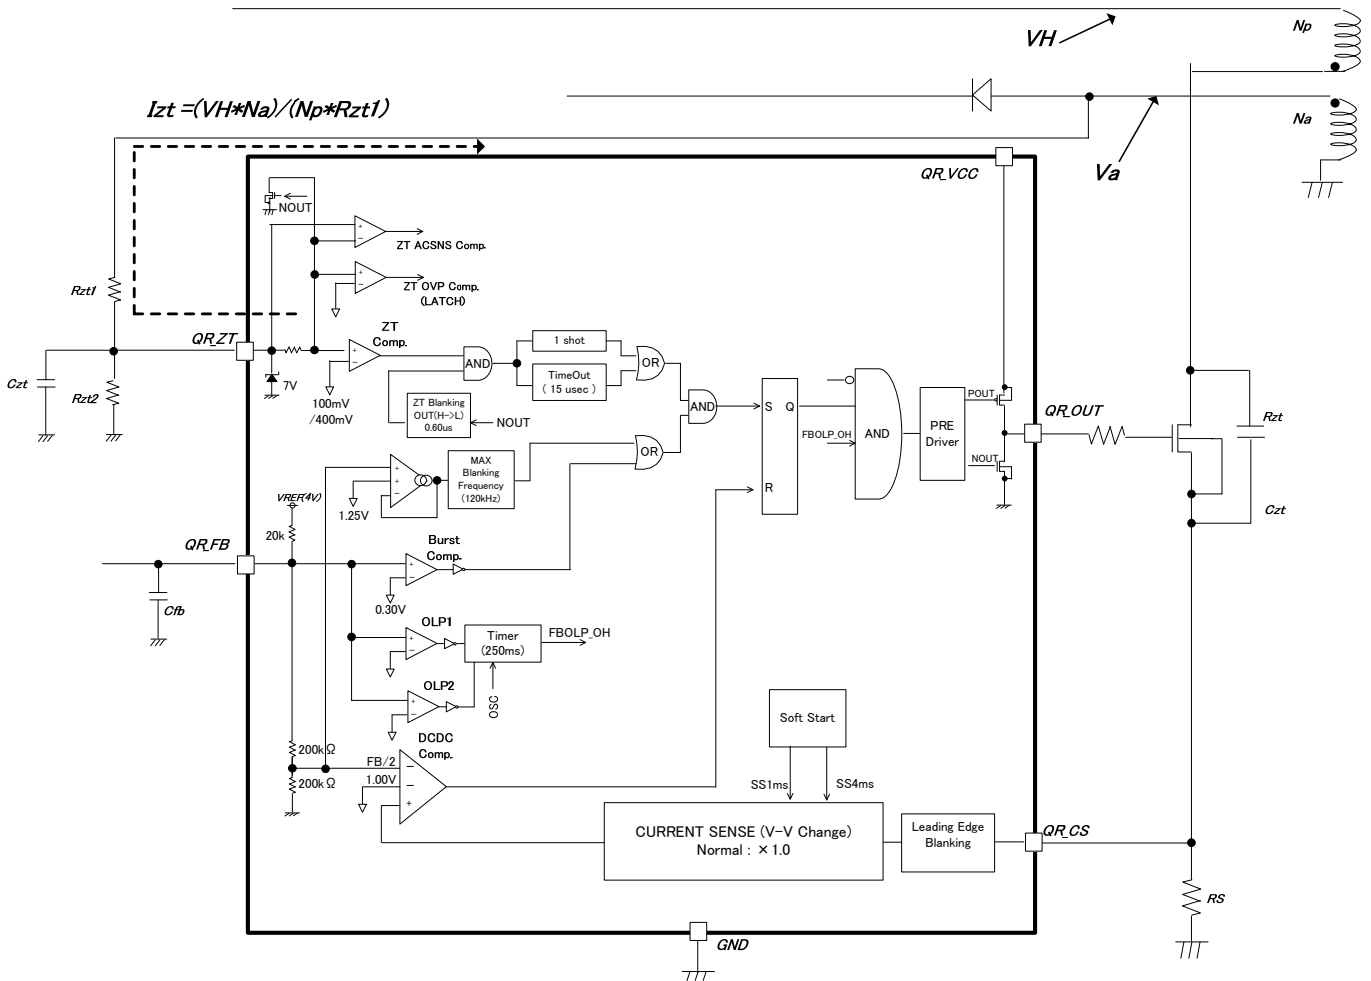 VH
Np
Izt =(VH*Na)/(Np*Rzt1)
Na
Va
QR_VCC
NOUT
ZT ACSNS Comp.
ZT OVP Comp.
(LATCH)
Rzt1
QR_ZT
ZT
Comp.
1 shot
OR
AND
TimeOut
( 15 usec )
Czt
Rzt2
7V
100mV
/400mV
ZT Blanking
OUT(H->L)
0.60us
NOUT
AND
S
Q
R
FBOLP_OH
AND
POUT
PRE
Driver
NOUT
QR_OUT
Rzt
Czt
OR
MAX
Blanking
Frequency
(120kHz)
1.25V
VREF(4V)
20k
QR_FB
Cfb
Burst
Comp.
0.30V
OLP1
Timer
(250ms)
FBOLP_OH
OLP2
OSC
Soft Start
200kΩ
200kΩ
FB/2
1.00V
DCDC
Comp.
SS1ms
SS4ms
CURRENT SENSE (V-V Change)
Normal : ×1.0
Leading Edge
Blanking
QR_CS
RS
GND
+
-
+
-
+
-
+
-
+
+
-
+
-
+
-
-
-
+